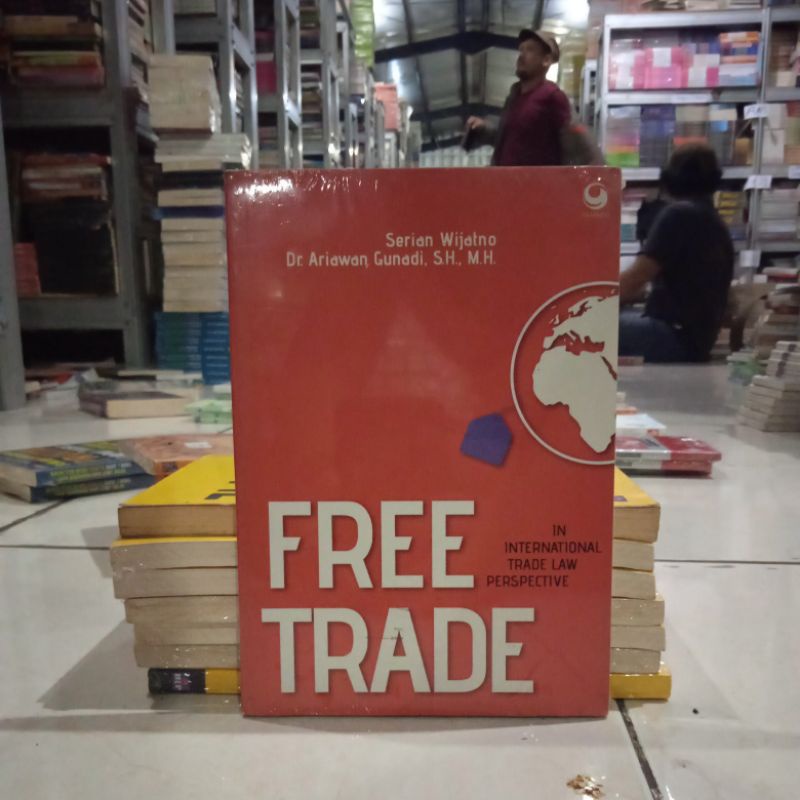 Serian Wijatno
Dr. Ariawan Gunadi, S.H., M.H.
FREE
TRADE
IN
INTERNATIONAL
TRADE LAW
PERSPECTIVE